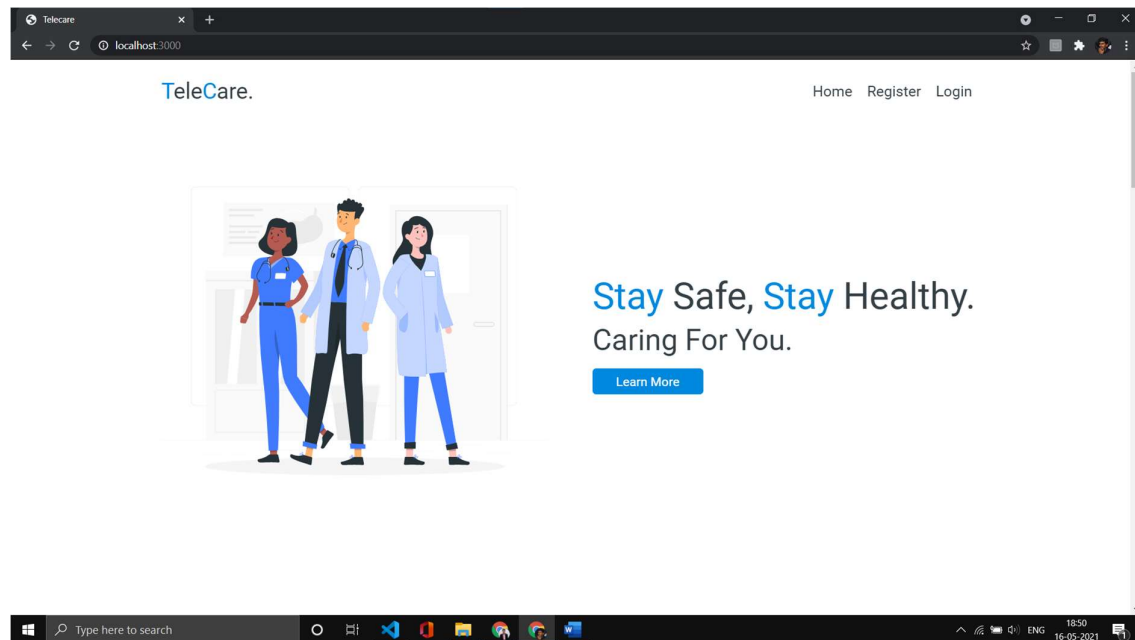 Telecare
localhost:3000
TeleCare.
Home Register Login
Stay Safe, Stay Healthy.
Caring For You.
Learn More
Type here to search
ENG
18:50
16-05-2021